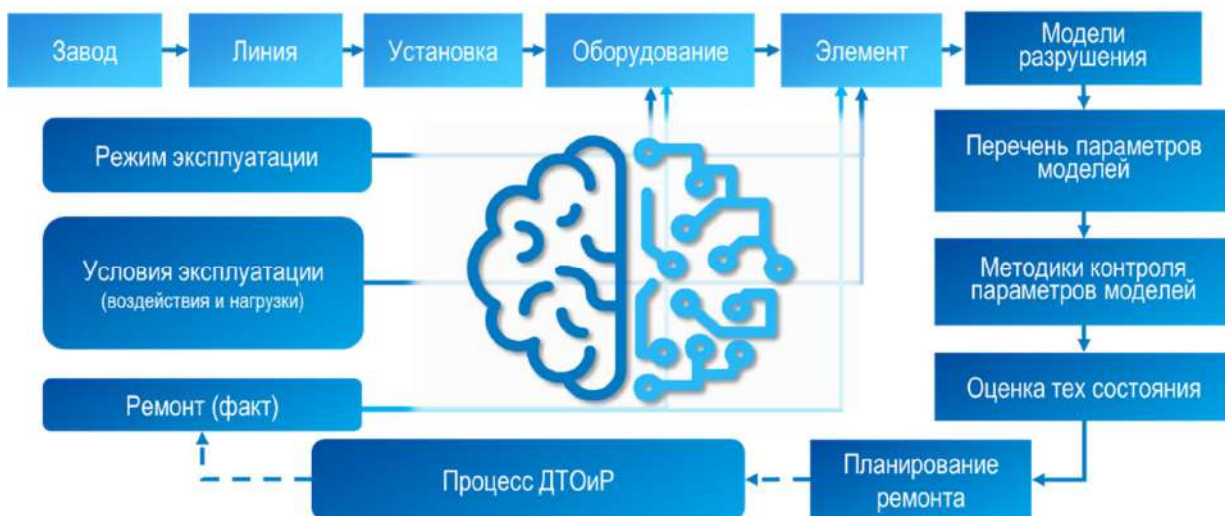 Завод
Линия
Установка
Оборудование
Элемент
Модели
разрушения
Режим эксплуатации
Перечень параметров
моделей
Условия эксплуатации
(воздействия и нагрузки)
Методики контроля
параметров моделей
Ремонт (факт)
Оценка тех состояния
Процесс ДТОиР
Планирование
ремонта